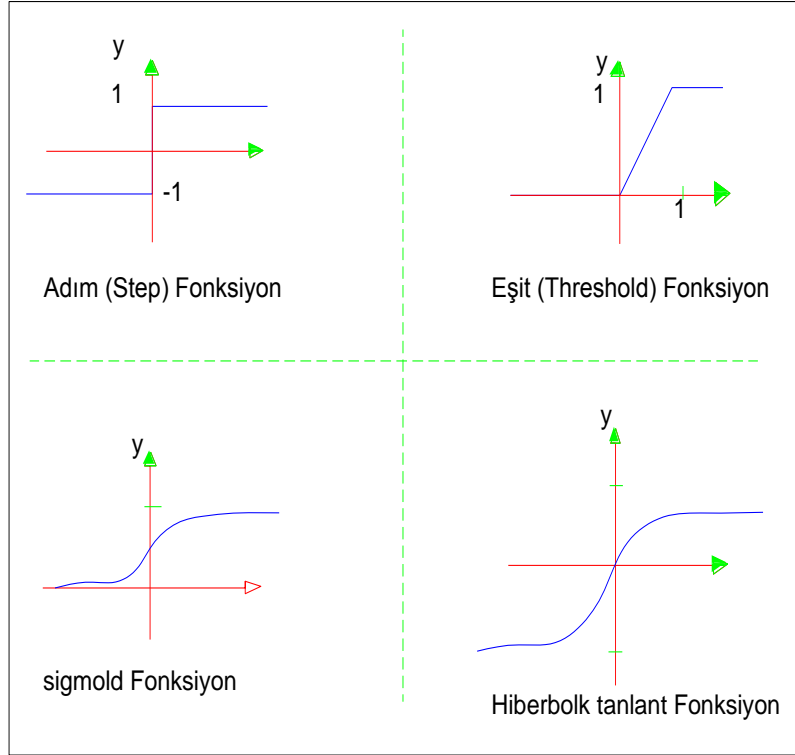 y
1
-1
Adım (Step) Fonksiyon
y
1
1
Eşit (Threshold) Fonksiyon
y
sigmold Fonksiyon
y
Hiberbolk tanlant Fonksiyon